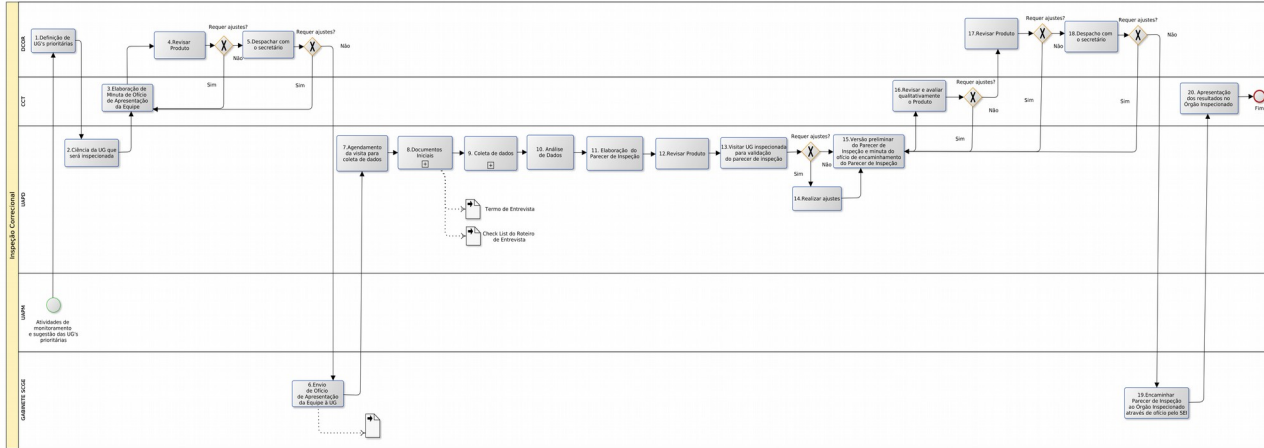 Inspeção Correcional
DCOR
CCT
UAPD
UAPM
GABINETE SCGE
1.Definição de
UG's prioritárias
2.Ciência da UG que
será inspecionada
3.Elaboração de
Minuta de Ofício
de Apresentação
da Equipe
4.Revisar
Produto
Requer ajustes?
Não
Sim
5.Despachar com
o secretário
Requer ajustes?
Não
Sim
Atividades de
monitoramento
e sugestão das UG's
prioritárias
6.Envio
de Ofício
de Apresentação
da Equipe à UG
7.Agendamento
da visita para
coleta de dados
8.Documentos
Iniciais
Termo de Entrevista
Check List do Roteiro
de Entrevista
9. Coleta de dados
10. Análise
de Dados
11. Elaboração do
Parecer de Inspeção
12.Revisar Produto
13.Visitar UG inspecionada
para validação
do parecer de inspeção
Requer ajustes?
Não
Sim
14.Realizar ajustes
15.Versão preliminar
do Parecer de
Inspeção e minuta do
ofício de encaminhamento
do Parecer de Inspeção
16.Revisar e avaliar
qualitativamente
o Produto
Requer ajustes?
Não
Sim
17.Revisar Produto
Requer ajustes?
Não
Sim
18.Despacho com
o secretário
Requer ajustes?
Não
Sim
19.Encaminhar
Parecer de Inspeção
ao Órgão Inspecionado
através de ofício pelo SEI
20. Apresentação
dos resultados no
Órgão Inspecionado
Fim